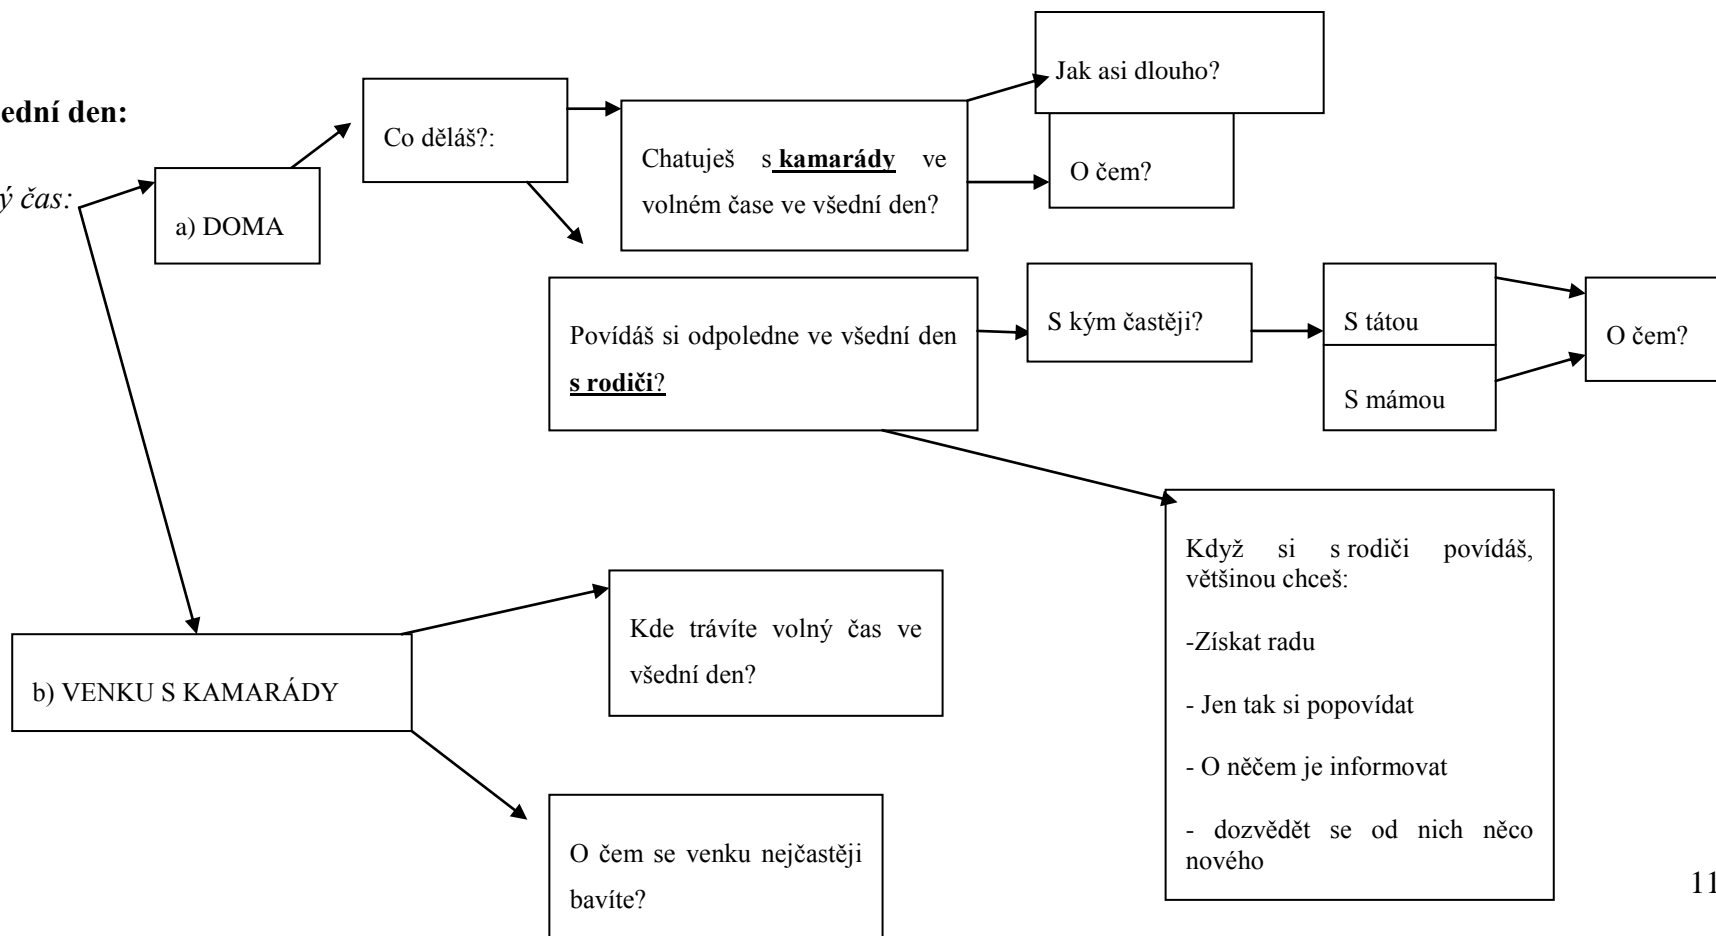 ední den:
ý čas:
a) DOMA
Co děláš?:
Chatuješ s kamarády ve
volném čase ve všední den?
Jak asi dlouho?
O čem?
Povídáš si odpoledne ve všední den
s rodiči?
S kým častěji?
S tátou
S mámou
O čem?
Když si s rodiči povídáš,
většinou chceš:
-Získat radu
- Jen tak si popovídat
- O něčem je informovat
- dozvědět se od nich něco
nového
b) VENKU S KAMARÁDY
Kde trávíte volný čas ve
všední den?
O čem se venku nejčastěji
bavíte?
11